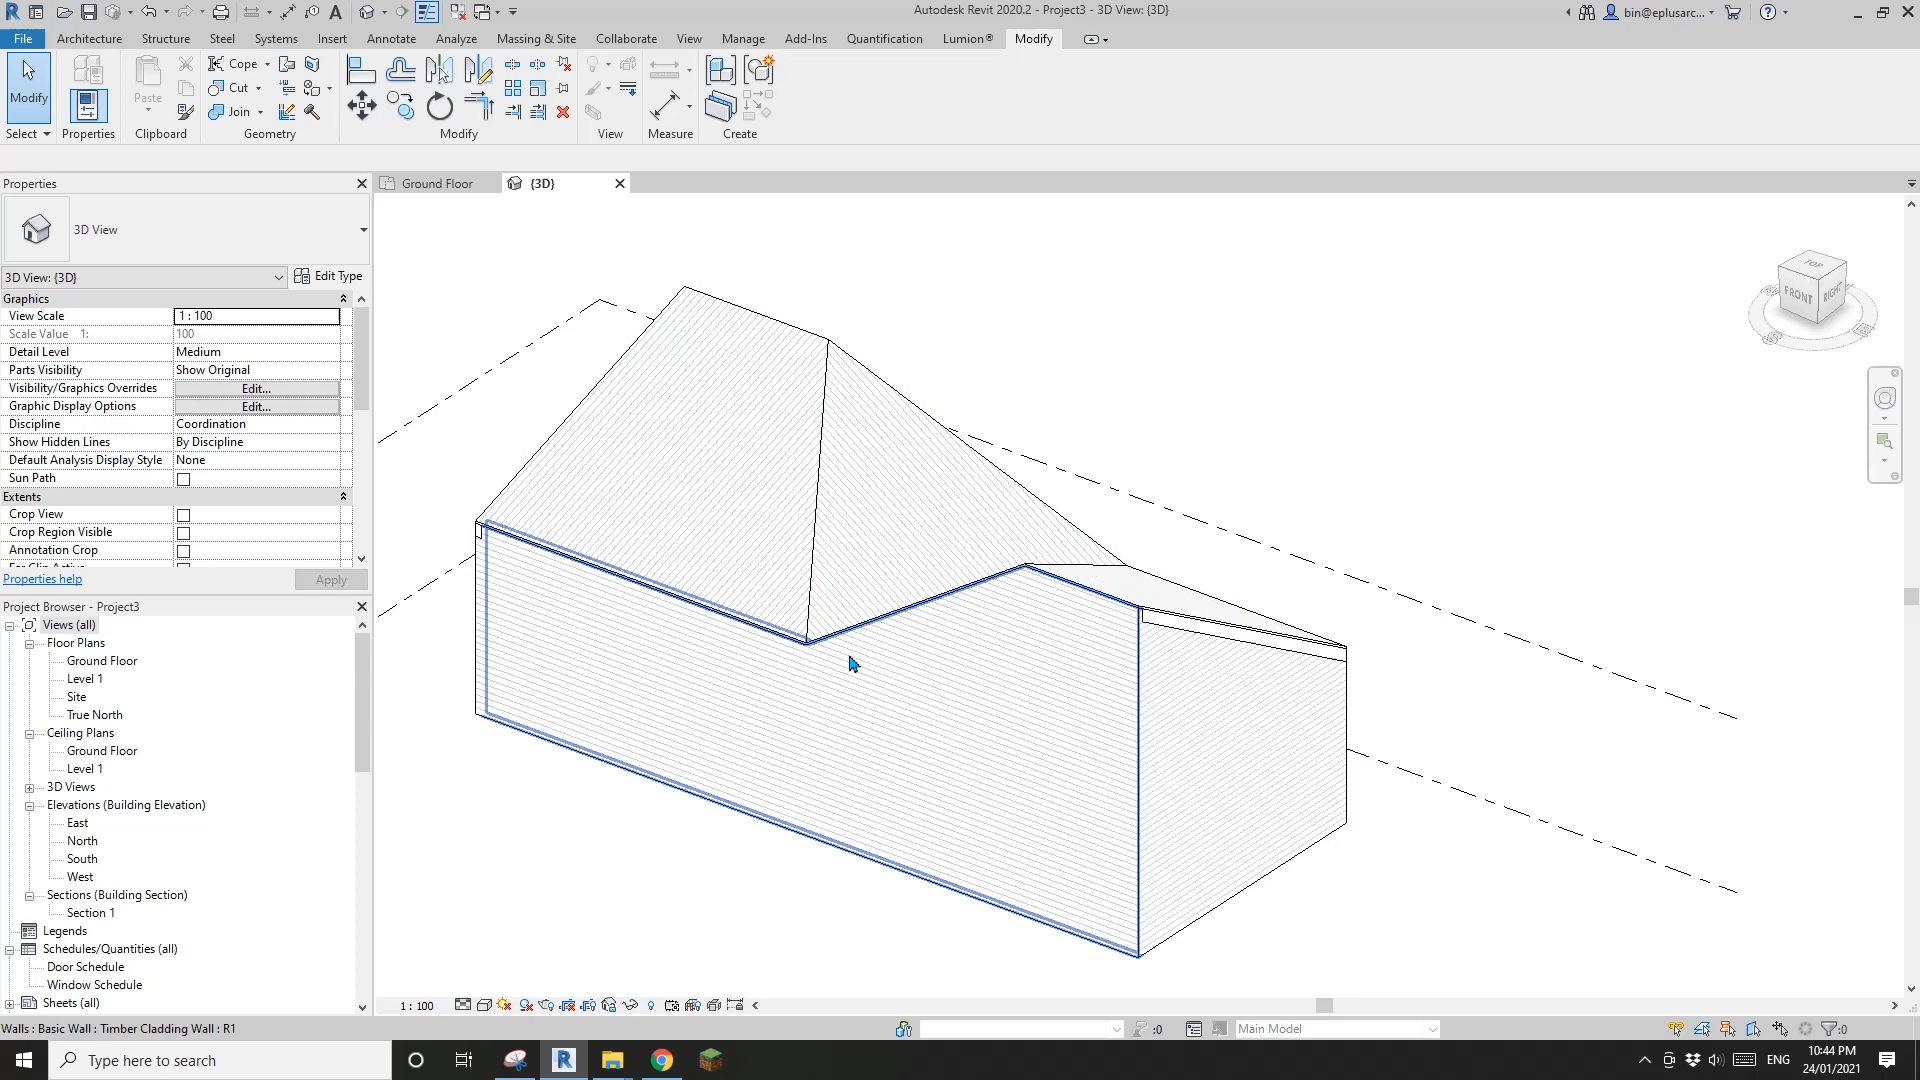 Autodesk Revit 2020.2 - Project3 - 3D View: {3D}
bin@eplusarc...
File Architecture Structure Steel Systems Insert Annotate Analyze Massing & Site Collaborate View Manage Add-Ins Quantification Lumion® Modify
Modify
Paste
Cope
Cut
Join
Select Properties Clipboard Geometry Modify View Measure Create
Properties
Ground Floor
{3D}
3D View
3D View: {3D}
Edit Type
Graphics
View Scale 1 : 100
Scale Value 1: 100
Detail Level Medium
Parts Visibility Show Original
Visibility/Graphics Overrides Edit...
Graphic Display Options Edit...
Discipline Coordination
Show Hidden Lines By Discipline
Default Analysis Display Style None
Sun Path
Extents
Crop View
Crop Region Visible
Annotation Crop
Properties help
Apply
TOP
FRONT
RIGHT
Project Browser - Project3
Views (all)
Floor Plans
Ground Floor
Level 1
Site
True North
Ceiling Plans
Ground Floor
Level 1
3D Views
Elevations (Building Elevation)
East
North
South
West
Sections (Building Section)
Section 1
Legends
Schedules/Quantities (all)
Door Schedule
Window Schedule
Sheets (all)
1 : 100
Walls : Basic Wall : Timber Cladding Wall : R1
:0
Main Model
:0
Type here to search
ENG
10:44 PM
24/01/2021